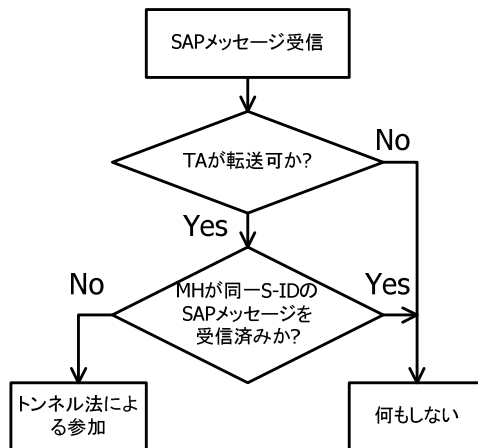 SAPメッセージ受信
TAが転送可か?
No
Yes
MHが同一S-IDの
SAPメッセージを
受信済みか?
No
Yes
トンネル法によ
る参加
何もしない